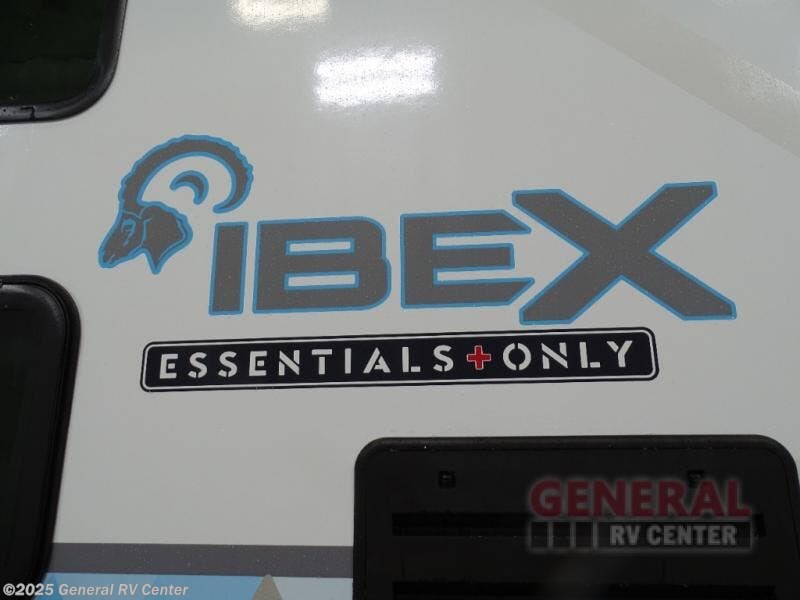 IBEX
ESSENTIALS+ONLY
GENERAL
RV CENTER
©2025 General RV Center